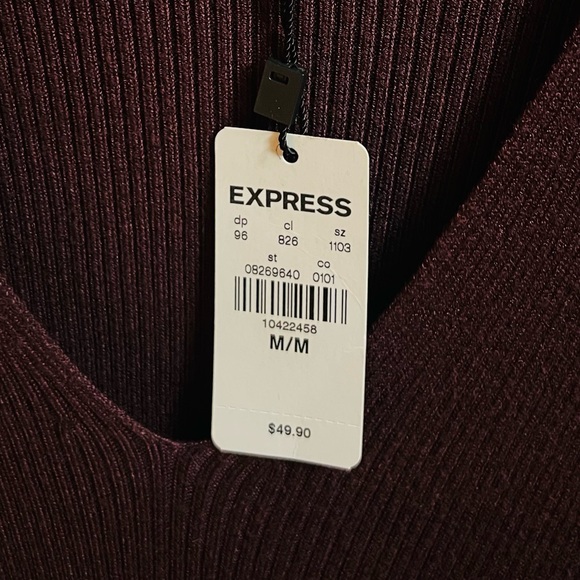 EXPRESS
dp cl sz
96 826 1103
st co
08269640 0101
10422458
M/M
$49.90